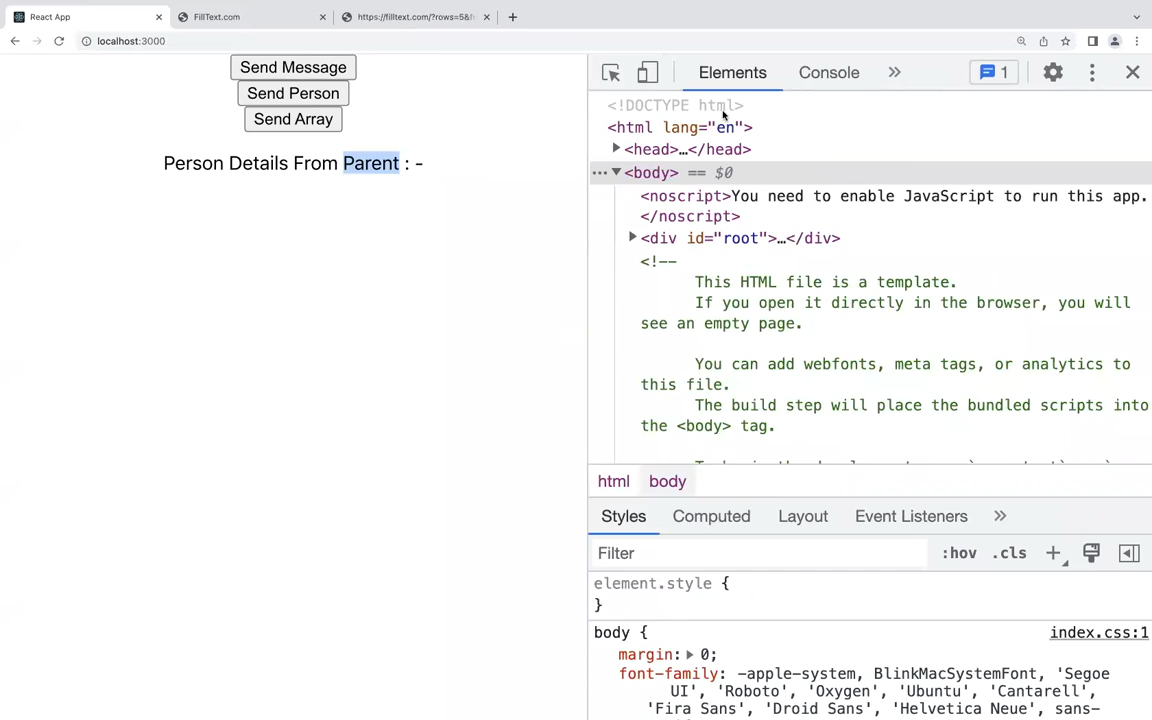 React App
FillText.com
https://filltext.com/?rows=5&f
localhost:3000
Send Message
Send Person
Send Array
Person Details From Parent : -
Elements
Console
1
<!DOCTYPE html>
<html lang="en">
<head>…</head>
<body> == $0
<noscript>You need to enable JavaScript to run this app.
</noscript>
<div id="root">…</div>
<!--
This HTML file is a template.
If you open it directly in the browser, you will
see an empty page.
You can add webfonts, meta tags, or analytics to
this file.
The build step will place the bundled scripts into
the <body> tag.
html
body
Styles
Computed
Layout
Event Listeners
Filter
:hov
.cls
element.style {
}
body {
index.css:1
margin: 0;
font-family: -apple-system, BlinkMacSystemFont, 'Segoe
UI', 'Roboto', 'Oxygen', 'Ubuntu', 'Cantarell',
'Fira Sans', 'Droid Sans', 'Helvetica Neue', sans-